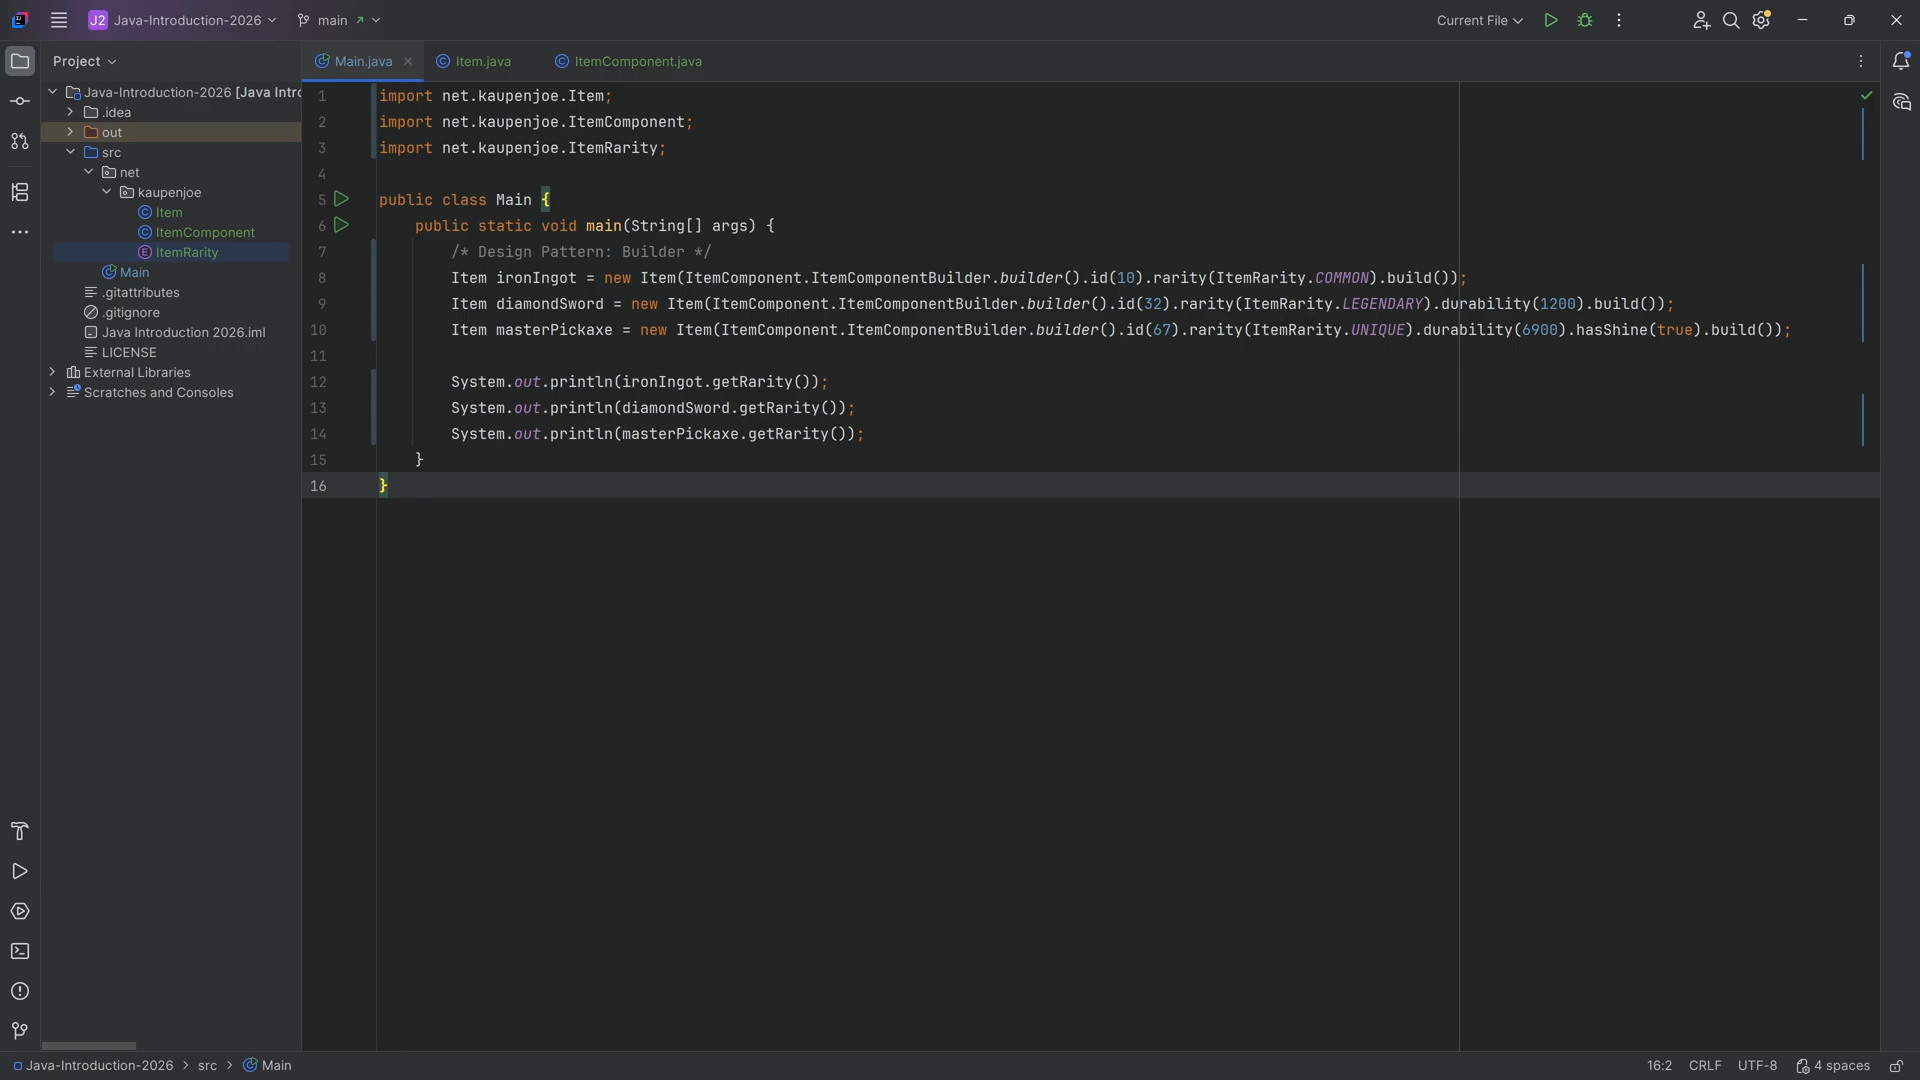 J2 Java-Introduction-2026 main Current File
Project Main.java Item.java ItemComponent.java
Java-Introduction-2026 [Java Intro
.idea
out
src
net
kaupenjoe
Item
ItemComponent
ItemRarity
Main
.gitattributes
.gitignore
Java Introduction 2026.iml
LICENSE
External Libraries
Scratches and Consoles
1 import net.kaupenjoe.Item;
2 import net.kaupenjoe.ItemComponent;
3 import net.kaupenjoe.ItemRarity;
4
5 public class Main {
6 public static void main(String[] args) {
7 /* Design Pattern: Builder */
8 Item ironIngot = new Item(ItemComponent.ItemComponentBuilder.builder().id(10).rarity(ItemRarity.COMMON).build());
9 Item diamondSword = new Item(ItemComponent.ItemComponentBuilder.builder().id(32).rarity(ItemRarity.LEGENDARY).durability(1200).build());
10 Item masterPickaxe = new Item(ItemComponent.ItemComponentBuilder.builder().id(67).rarity(ItemRarity.UNIQUE).durability(6900).hasShine(true).build());
11
12 System.out.println(ironIngot.getRarity());
13 System.out.println(diamondSword.getRarity());
14 System.out.println(masterPickaxe.getRarity());
15 }
16 }
Java-Introduction-2026 > src > Main 16:2 CRLF UTF-8 4 spaces